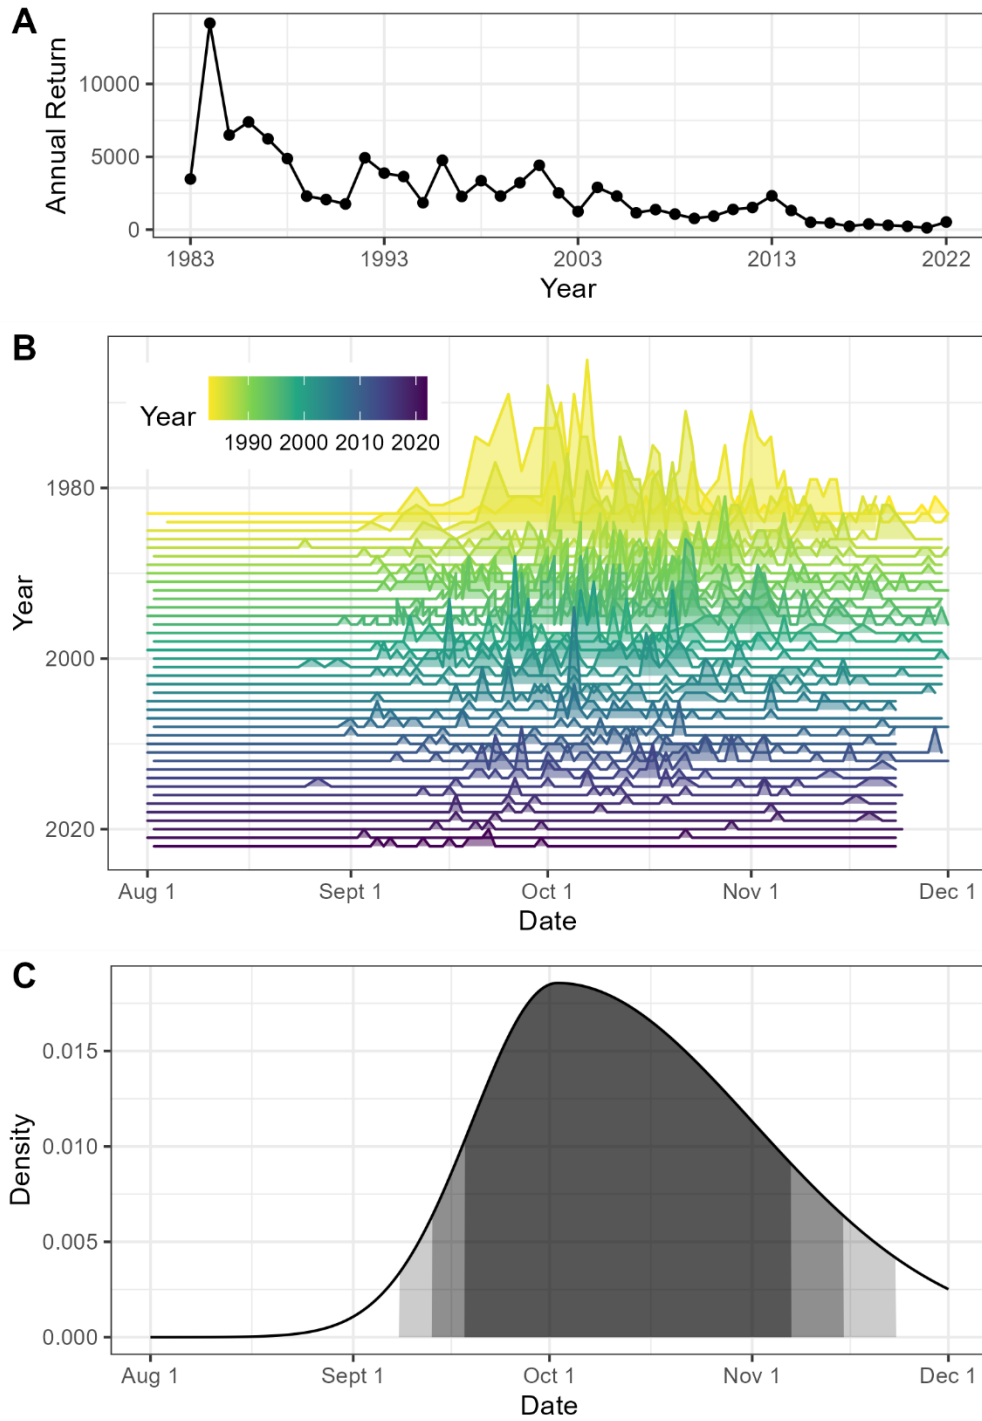 A
Annual Return
10000
5000
0
1983 1993 2003 2013 2022
Year
B
Year
1990 2000 2010 2020
Year
1980
2000
2020
Aug 1 Sept 1 Oct 1 Nov 1 Dec 1
Date
C
Density
0.015
0.010
0.005
0.000
Aug 1 Sept 1 Oct 1 Nov 1 Dec 1
Date